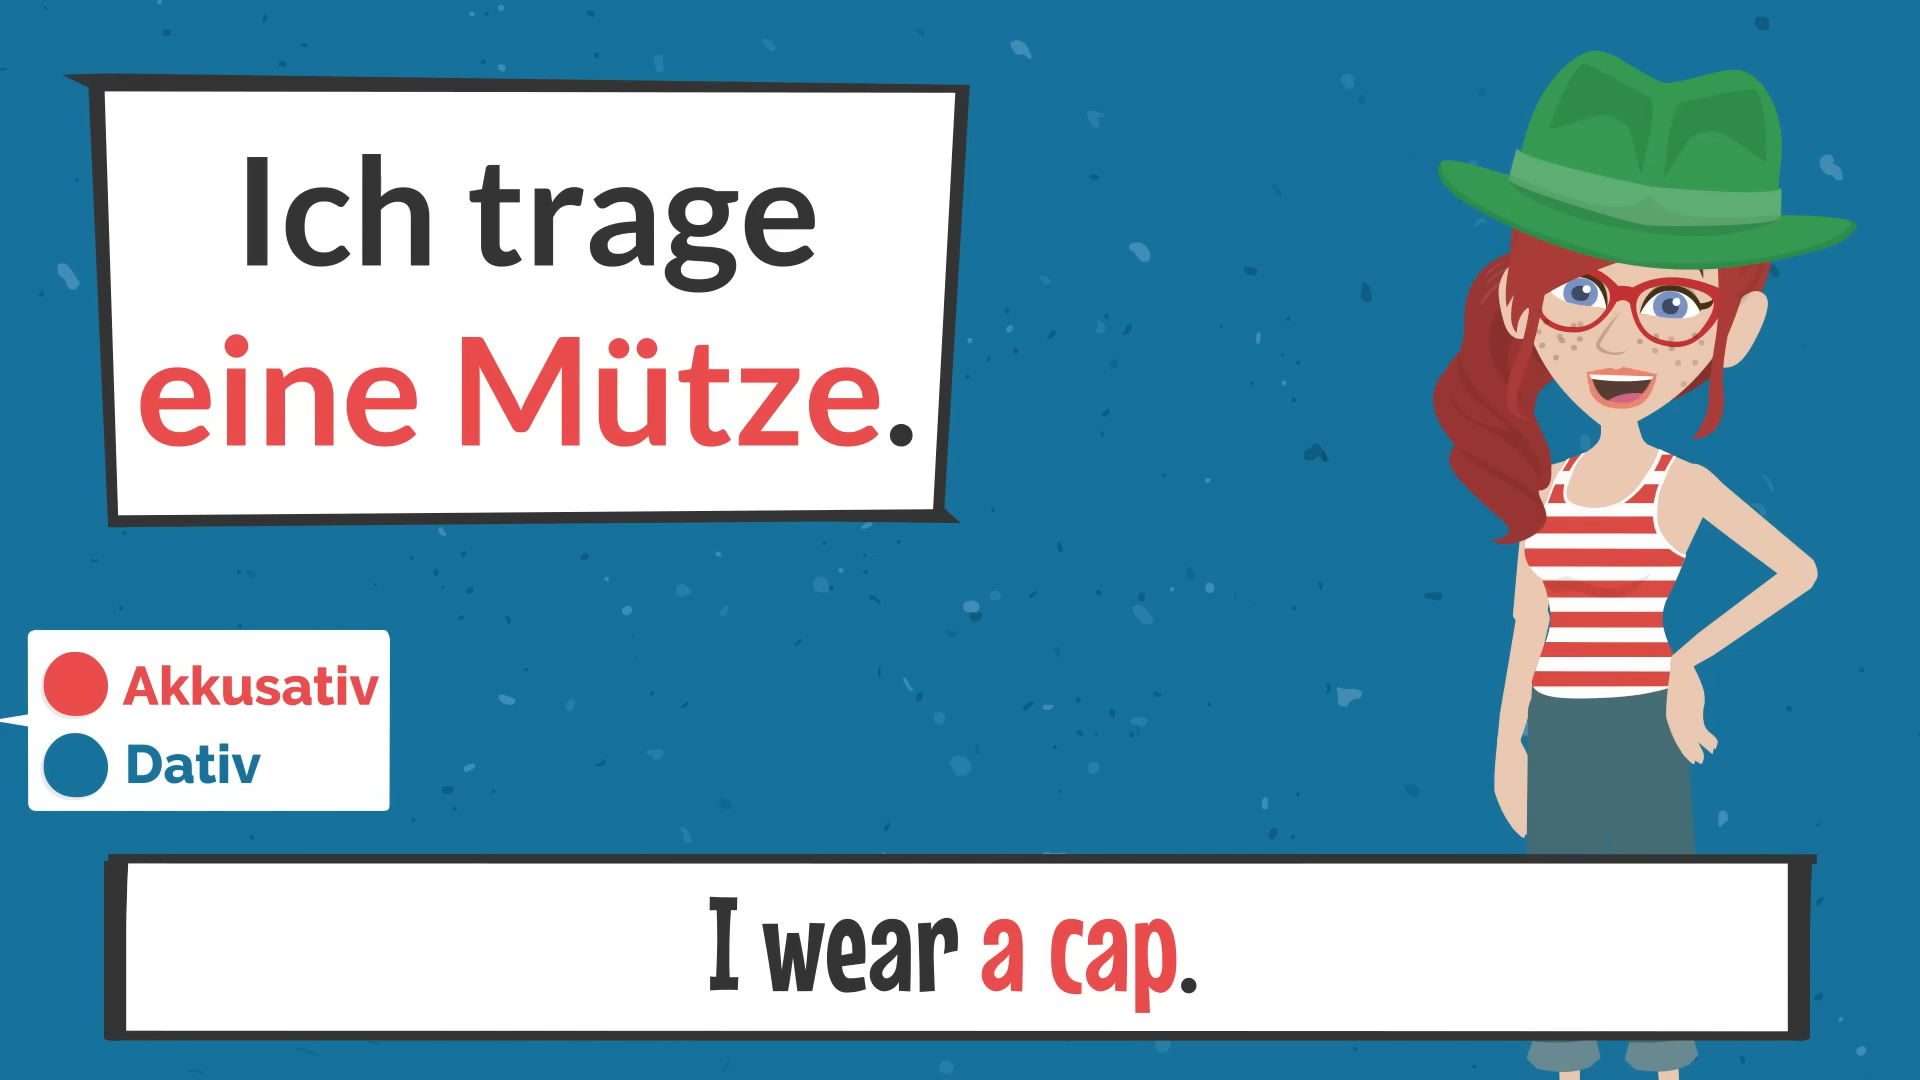 Ich trage
eine Mütze.
Akkusativ
Dativ
I wear a cap.